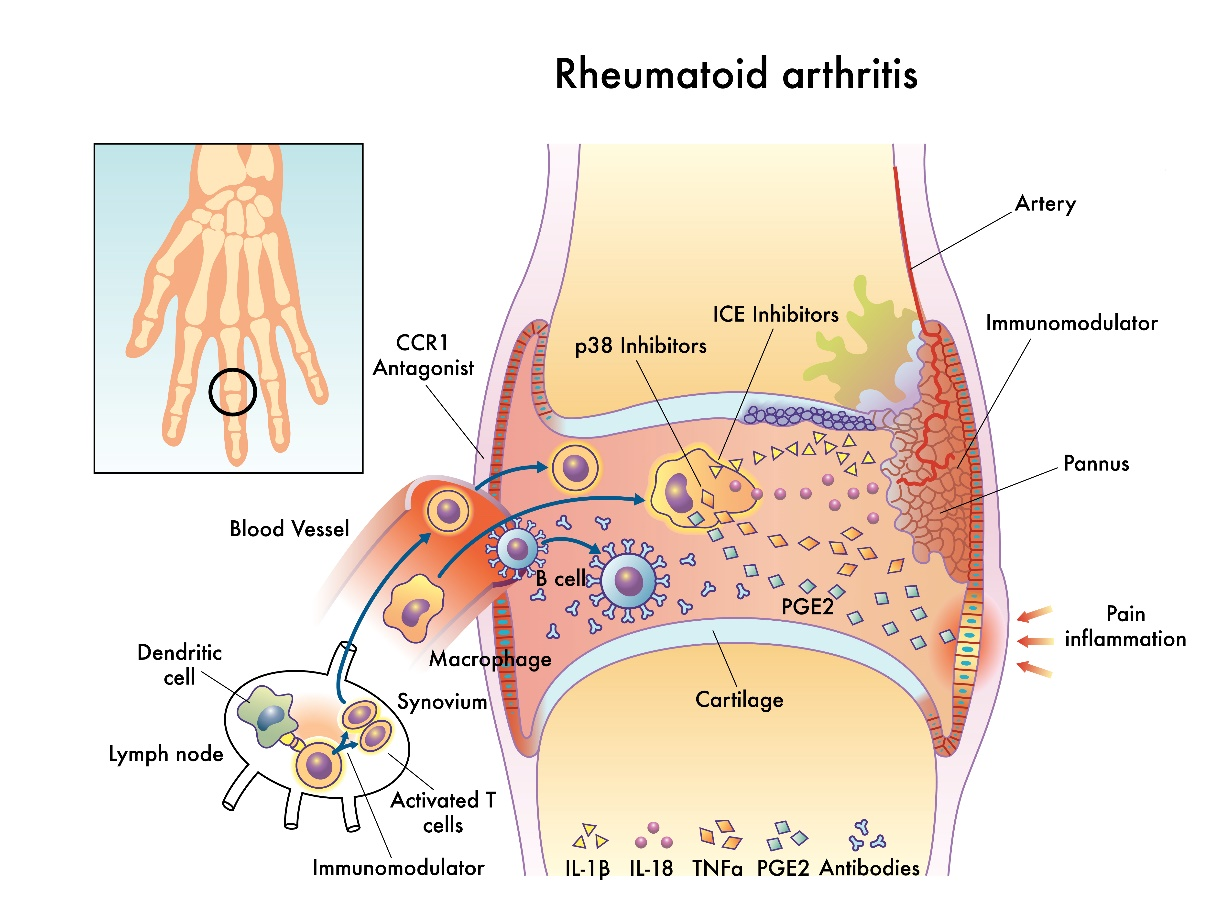 Rheumatoid arthritis
Artery
ICE Inhibitors
Immunomodulator
p38 Inhibitors
CCR1
Antagonist
Pannus
Blood Vessel
B cell
PGE2
Pain
inflammation
Dendritic
cell
Macrophage
Synovium
Cartilage
Lymph node
Activated T
cells
Immunomodulator
IL-1β
IL-18
TNFα
PGE2
Antibodies